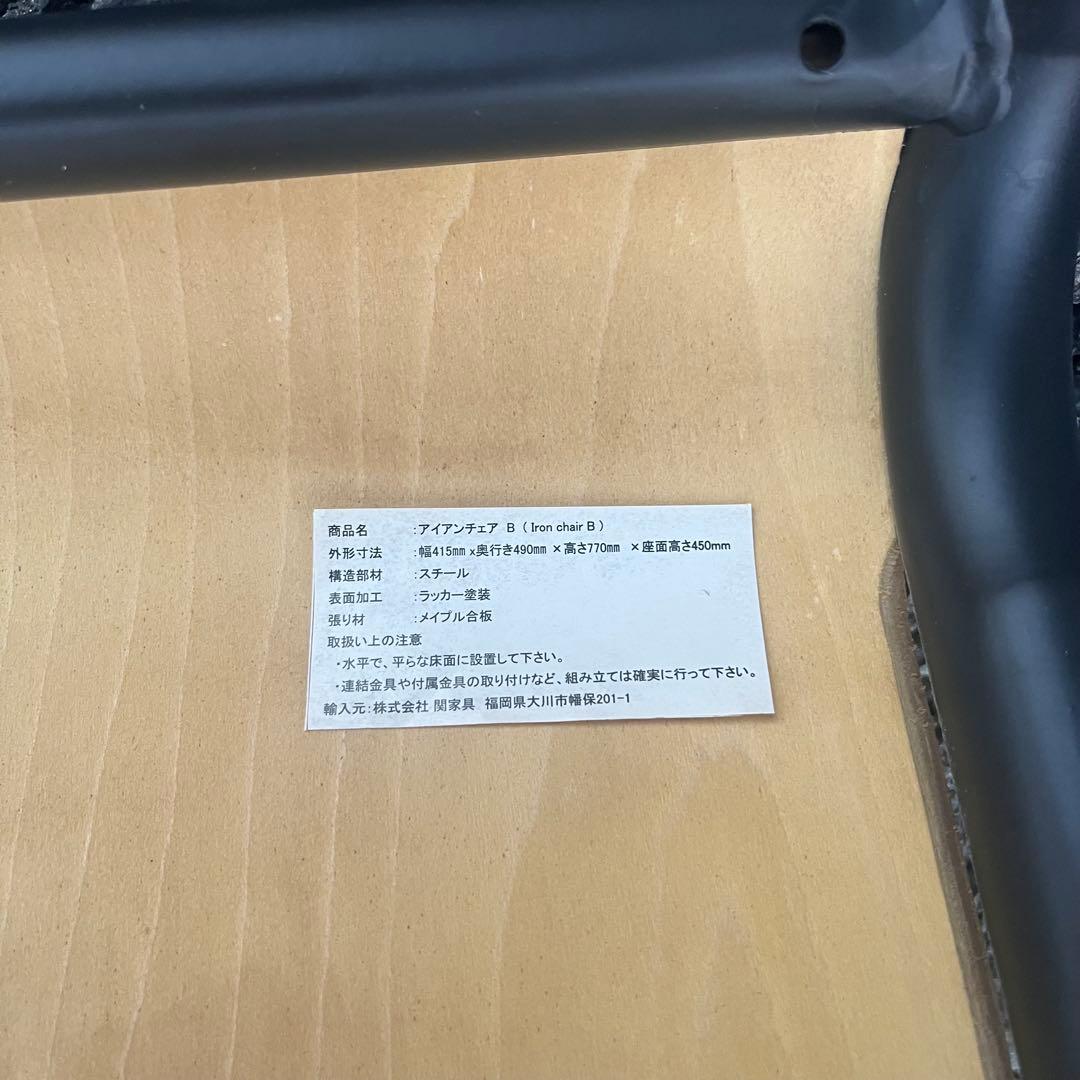 商品名　　：アイアンチェア B ( Iron chair B )
外形寸法　：幅415㎜ x奥行き490㎜ ×高さ770㎜ ×座面高さ450mm
構造部材　：スチール
表面加工　：ラッカー塗装
張り材　　：メイプル合板
取扱い上の注意
・水平で、平らな床面に設置して下さい。
・連結金具や付属金具の取り付けなど、組み立ては確実に行って下さい。
輸入元：株式会社 関家具 福岡県大川市幡保201-1